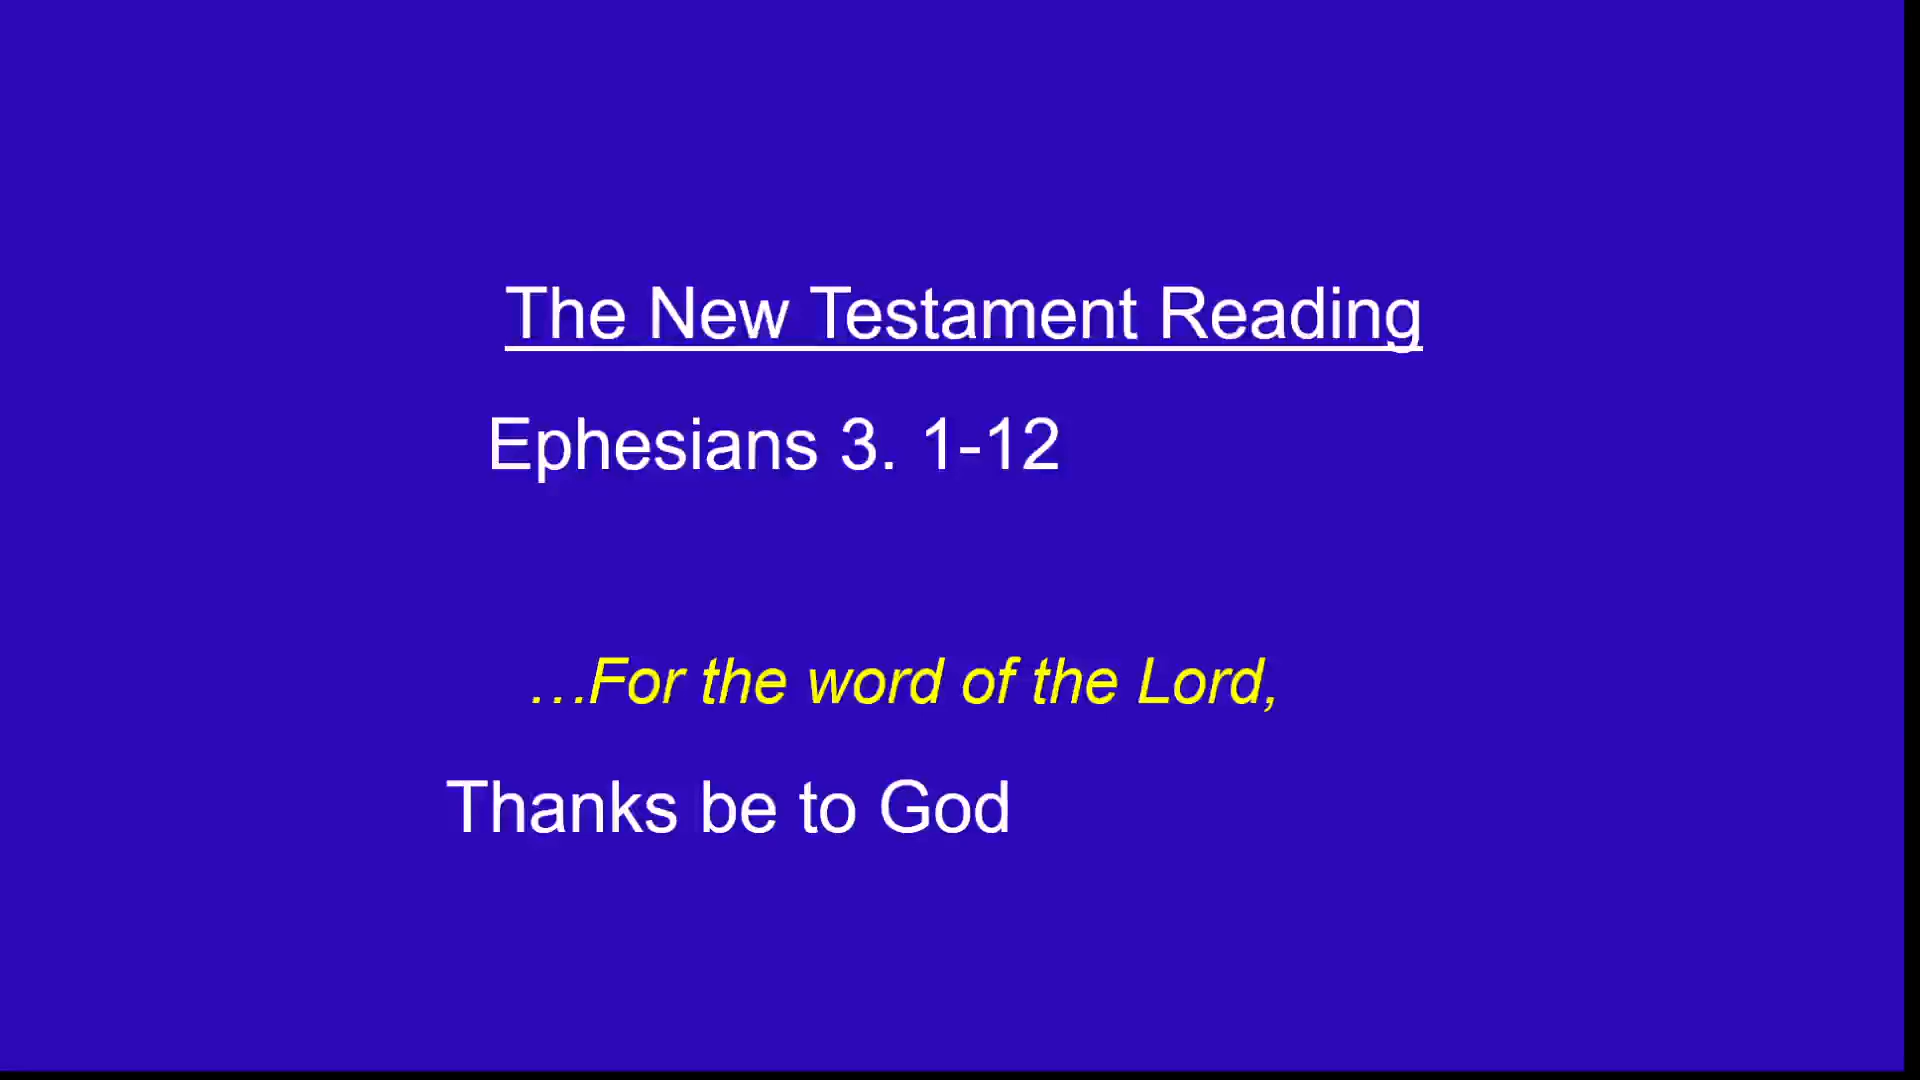 The New Testament Reading
Ephesians 3. 1-12
…For the word of the Lord,
Thanks be to God